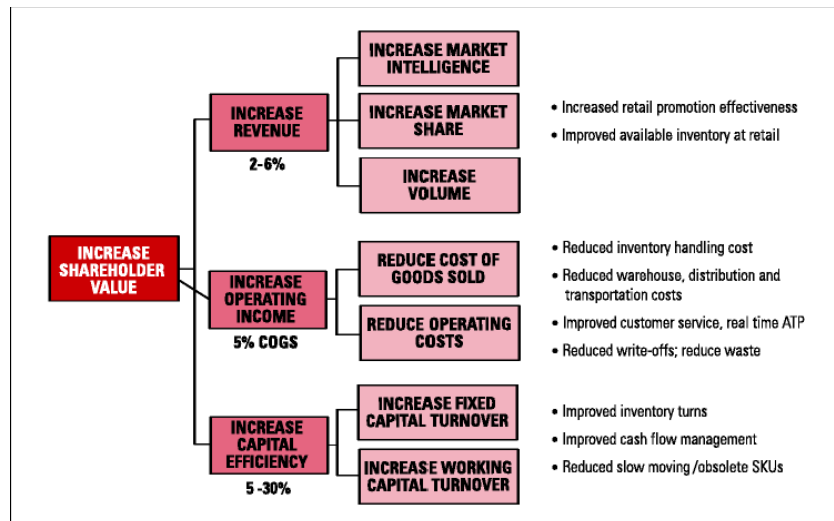 INCREASE MARKET
INTELLIGENCE
INCREASE
REVENUE
2-6%
INCREASE MARKET
SHARE
INCREASE
VOLUME
• Increased retail promotion effectiveness
• Improved available inventory at retail
INCREASE
SHAREHOLDER
VALUE
INCREASE
OPERATING
INCOME
5% COGS
REDUCE COST OF
GOODS SOLD
REDUCE OPERATING
COSTS
• Reduced inventory handling cost
• Reduced warehouse, distribution and
transportation costs
• Improved customer service, real time ATP
• Reduced write-offs; reduce waste
INCREASE
CAPITAL
EFFICIENCY
5 -30%
INCREASE FIXED
CAPITAL TURNOVER
INCREASE WORKING
CAPITAL TURNOVER
• Improved inventory turns
• Improved cash flow management
• Reduced slow moving/obsolete SKUs